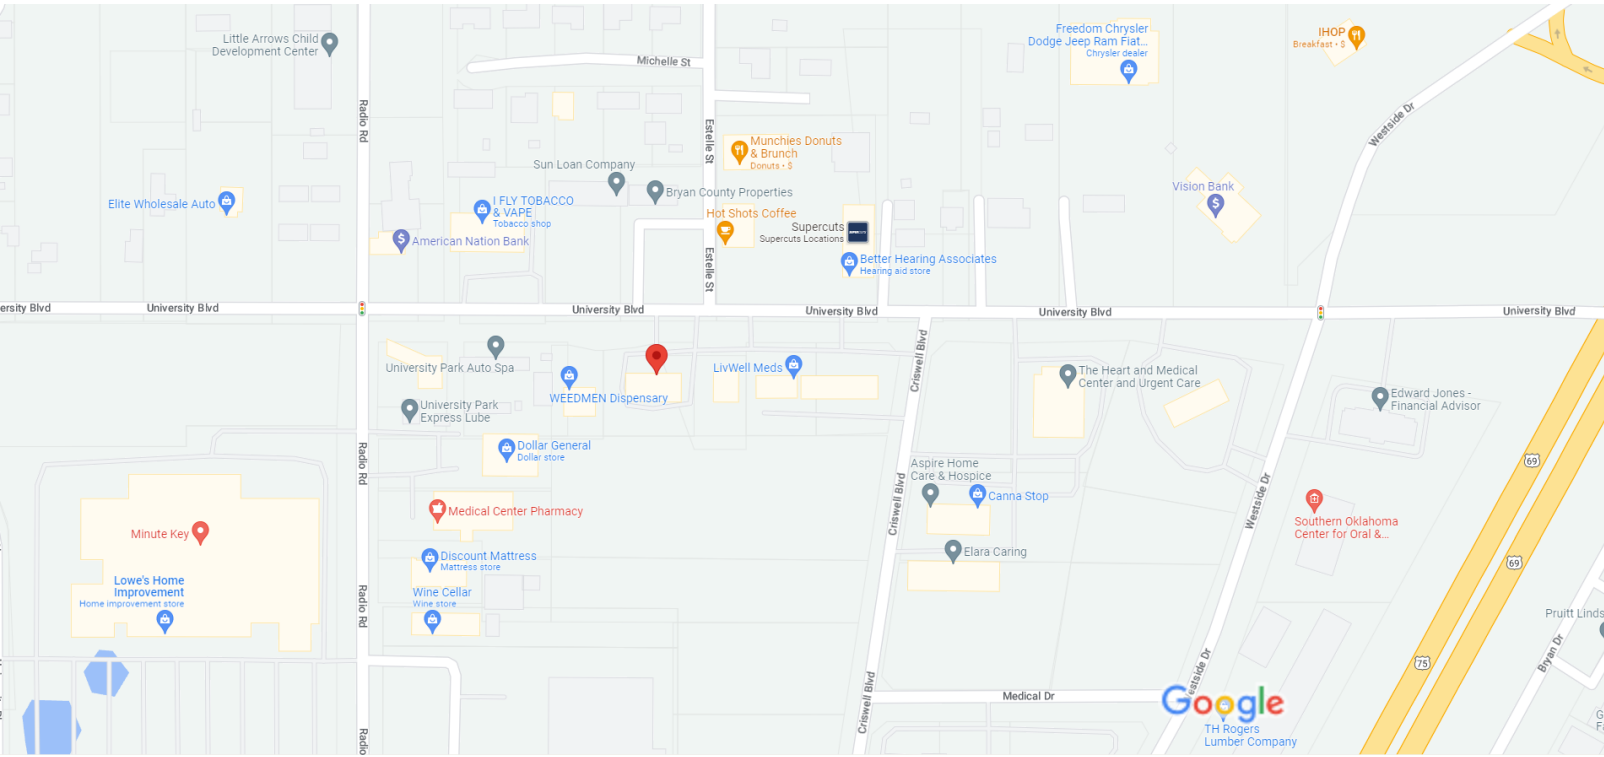 Little Arrows Child
Development Center
Michelle St
Freedom Chrysler
Dodge Jeep Ram Fiat...
Chrysler dealer
IHOP
Breakfast • $
Radio Rd
Estelle St
Westside Dr
Munchies Donuts
& Brunch
Donuts • $
Sun Loan Company
Bryan County Properties
Vision Bank
Elite Wholesale Auto
I FLY TOBACCO
& VAPE
Tobacco shop
American Nation Bank
Hot Shots Coffee
Supercuts
Supercuts Locations
Better Hearing Associates
Hearing aid store
Estelle St
ersity Blvd
University Blvd
University Blvd
University Blvd
University Blvd
University Blvd
University Park Auto Spa
WEEDMEN Dispensary
LivWell Meds
Criswell Blvd
The Heart and Medical
Center and Urgent Care
Edward Jones -
Financial Advisor
University Park
Express Lube
Dollar General
Dollar store
Radio Rd
69
Aspire Home
Care & Hospice
Canna Stop
Criswell Blvd
Westside Dr
Medical Center Pharmacy
Minute Key
Southern Oklahoma
Center for Oral &...
Elara Caring
Discount Mattress
Mattress store
69
Lowe's Home
Improvement
Home improvement store
Wine Cellar
Wine store
Radio Rd
Pruitt Linds
Bryan Dr
75
estside Dr
Criswell Blvd
Medical Dr
Google
TH Rogers
Lumber Company
G
Fa
Radio